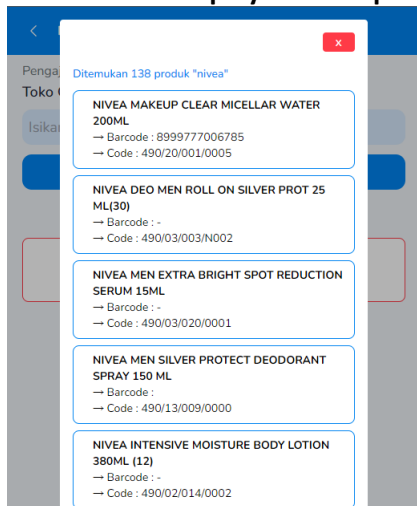 x
Penga
Ditemukan 138 produk "nivea"
Toko
Isikan
NIVEA MAKEUP CLEAR MICELLAR WATER
200ML
→ Barcode : 8999777006785
→ Code : 490/20/001/0005
NIVEA DEO MEN ROLL ON SILVER PROT 25
ML(30)
→ Barcode : -
→ Code : 490/03/003/N002
NIVEA MEN EXTRA BRIGHT SPOT REDUCTION
SERUM 15ML
→ Barcode : -
→ Code : 490/03/020/0001
NIVEA MEN SILVER PROTECT DEODORANT
SPRAY 150 ML
→ Barcode :
→ Code : 490/13/009/0000
NIVEA INTENSIVE MOISTURE BODY LOTION
380ML (12)
→ Barcode : -
→ Code : 490/02/014/0002